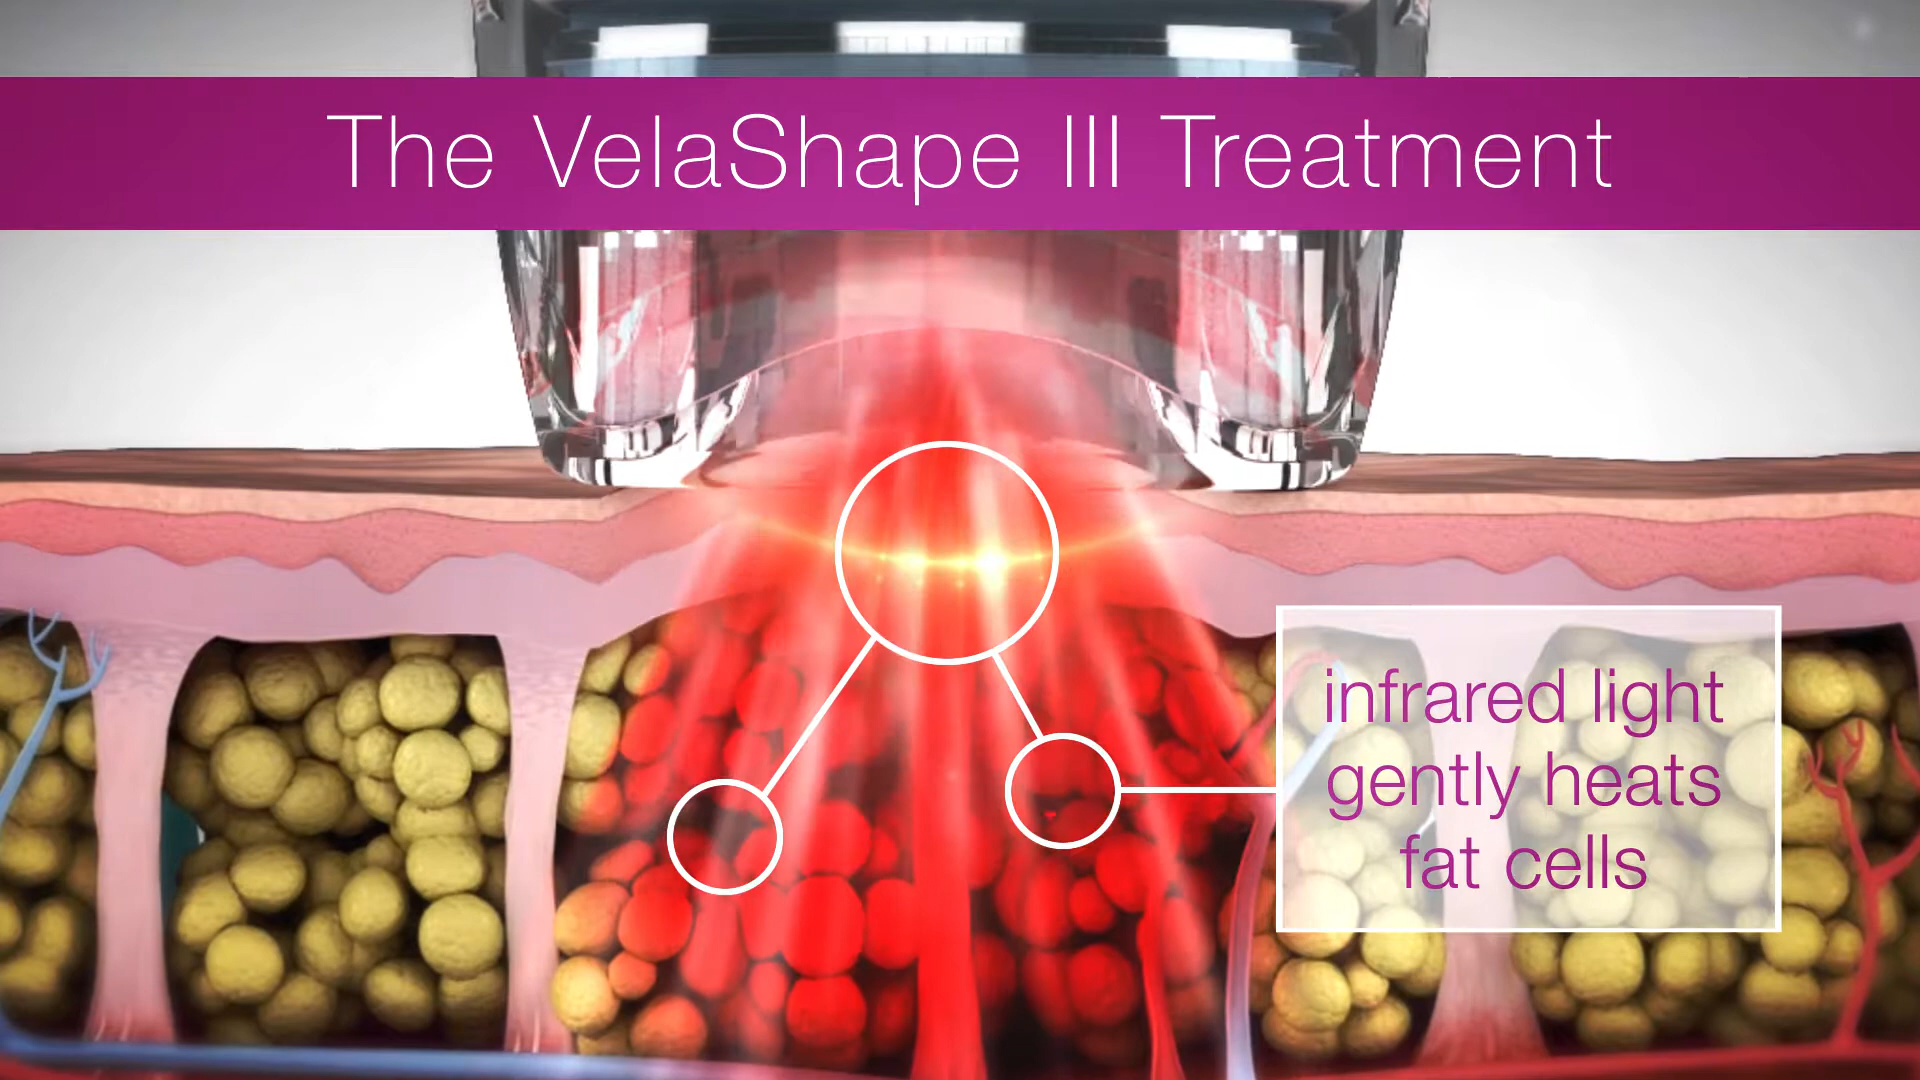 The VelaShape III Treatment
infrared light
gently heats
fat cells